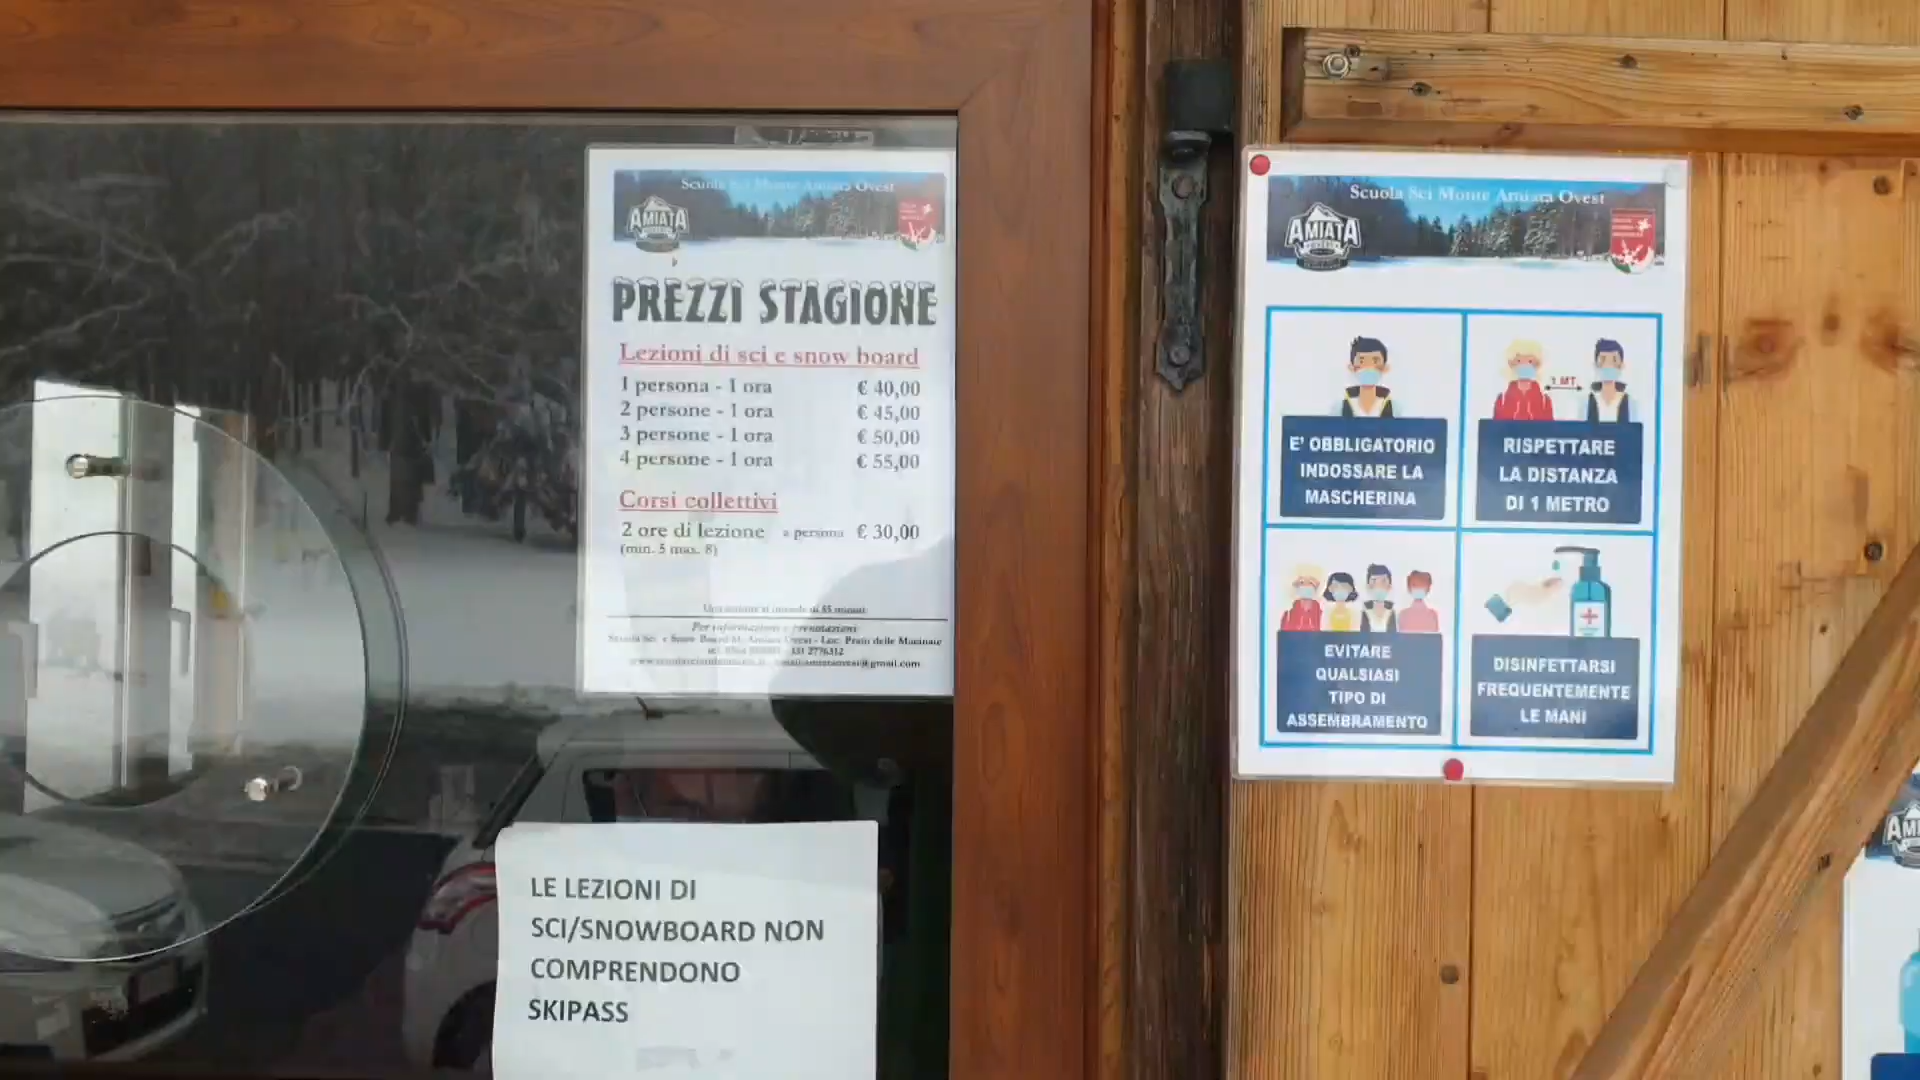 Scuola Sci Monte Amiata Ovest
AMIATA
PREZZI STAGIONE
Lezioni di sci e snow board
1 persona - 1 ora € 40,00
2 persone - 1 ora € 45,00
3 persone - 1 ora € 50,00
4 persone - 1 ora € 55,00
Corsi collettivi
2 ore di lezione a persona € 30,00
(min. 5 max. 8)
Per informazioni e prenotazioni
LE LEZIONI DI
SCI/SNOWBOARD NON
COMPRENDONO
SKIPASS
Scuola Sci Monte Amiata Ovest
AMIATA
1 MT
E' OBBLIGATORIO
INDOSSARE LA
MASCHERINA
RISPETTARE
LA DISTANZA
DI 1 METRO
EVITARE
QUALSIASI
TIPO DI
ASSEMBRAMENTO
DISINFETTARSI
FREQUENTEMENTE
LE MANI